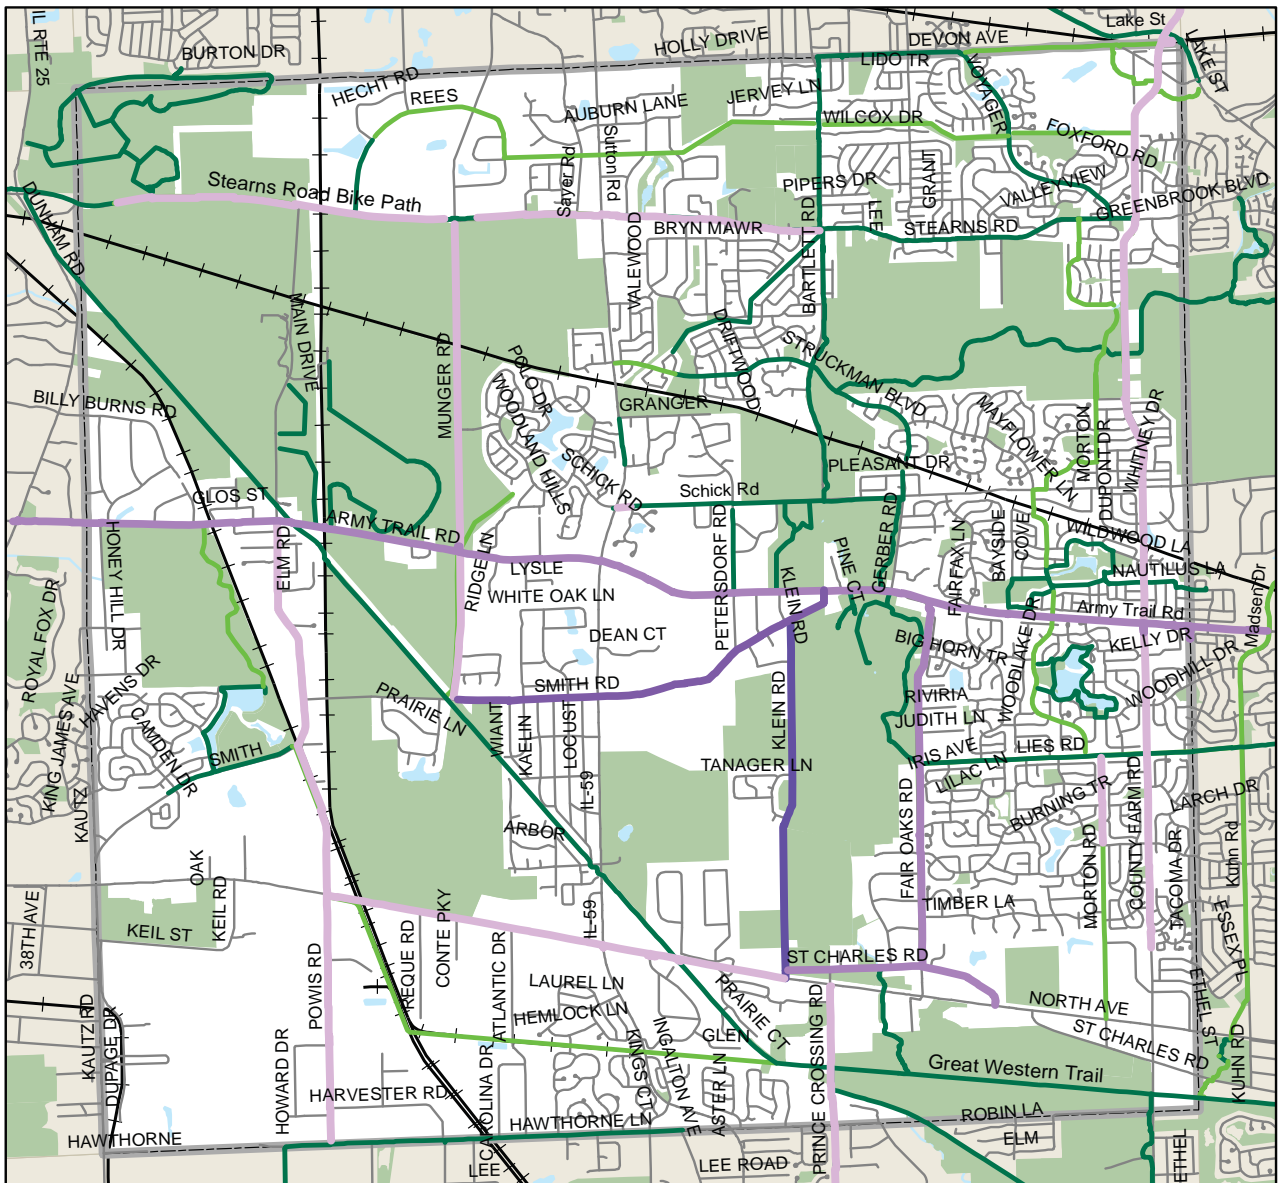 IL RTE 25
BURTON DR
HOLLY DRIVE
DEVON AVE
Lake St
LAKE ST
HECHT RD
REES
AUBURN LANE
JERVEY LN
LIDO TR
VOYAGER
WILCOX DR
FOXFORD RD
Sayer Rd
Sutton Rd
PIPERS DR
GRANT
VALLEYVIEW
GREENBROOK BLVD
Stearns Road Bike Path
DUNHAM RD
VALEWOOD
BRYN MAWR
BARTLETT RD
LEE
STEARNS RD
MAIN DRIVE
MUNGER RD
POLO DR
WOODLAND HILLS
DRIFTWOOD
STRUCKMAN BLVD
BILLY BURNS RD
GRANGER
MAYFLOWER LN
MORTON
DUPONT DR
WHITNEY DR
SCHICK RD
Schick Rd
PLEASANT DR
GLOS ST
ARMY TRAIL RD
HONEY HILL DR
ELM RD
RIDGE LN
LYSLE
WHITE OAK LN
PETERSDORF RD
KLEIN RD
PINE CT
GERBER RD
FAIRFAX LN
BAYSIDE
COVE
WILDWOOD LA
NAUTILUS LA
Army Trail Rd
Madsen Dr
ROYAL FOX DR
DEAN CT
BIG HORN TR
WOODLAKE DR
KELLY DR
WOODHILL DR
HAVENS DR
CAMDEN DR
KING JAMES AVE
KAUTZ
SMITH
PRAIRIE LN
SMITH RD
WIANT
KAELIN
LOCUST
IL-59
KLEIN RD
TANAGER LN
RIVIRIA
JUDITH LN
IRIS AVE
LILAC LN
LIES RD
BURNING TR
LARCH DR
ARBOR
FAIR OAKS RD
MORTON RD
COUNTY FARM RD
TACOMA DR
Kuhn Rd
ESSEX PL
OAK
KEIL RD
KEIL ST
38TH AVE
IL-59
TIMBER LA
POWIS RD
REQUE RD
CONTE PKY
ATLANTIC DR
ST CHARLES RD
LAUREL LN
HEMLOCK LN
PRAIRIE CT
PRINCE CROSSING RD
NORTH AVE
ST CHARLES RD
ETHEL ST
KUHN RD
KAUTZ RD
DUPAGE DR
HOWARD DR
HARVESTER RD
CAROLINA DR
KINGS CT
INGALTON AVE
GLEN
ASTER LN
Great Western Trail
HAWTHORNE
HAWTHORNE LN
ROBIN LA
ELM
ETHEL
LEE
LEE ROAD